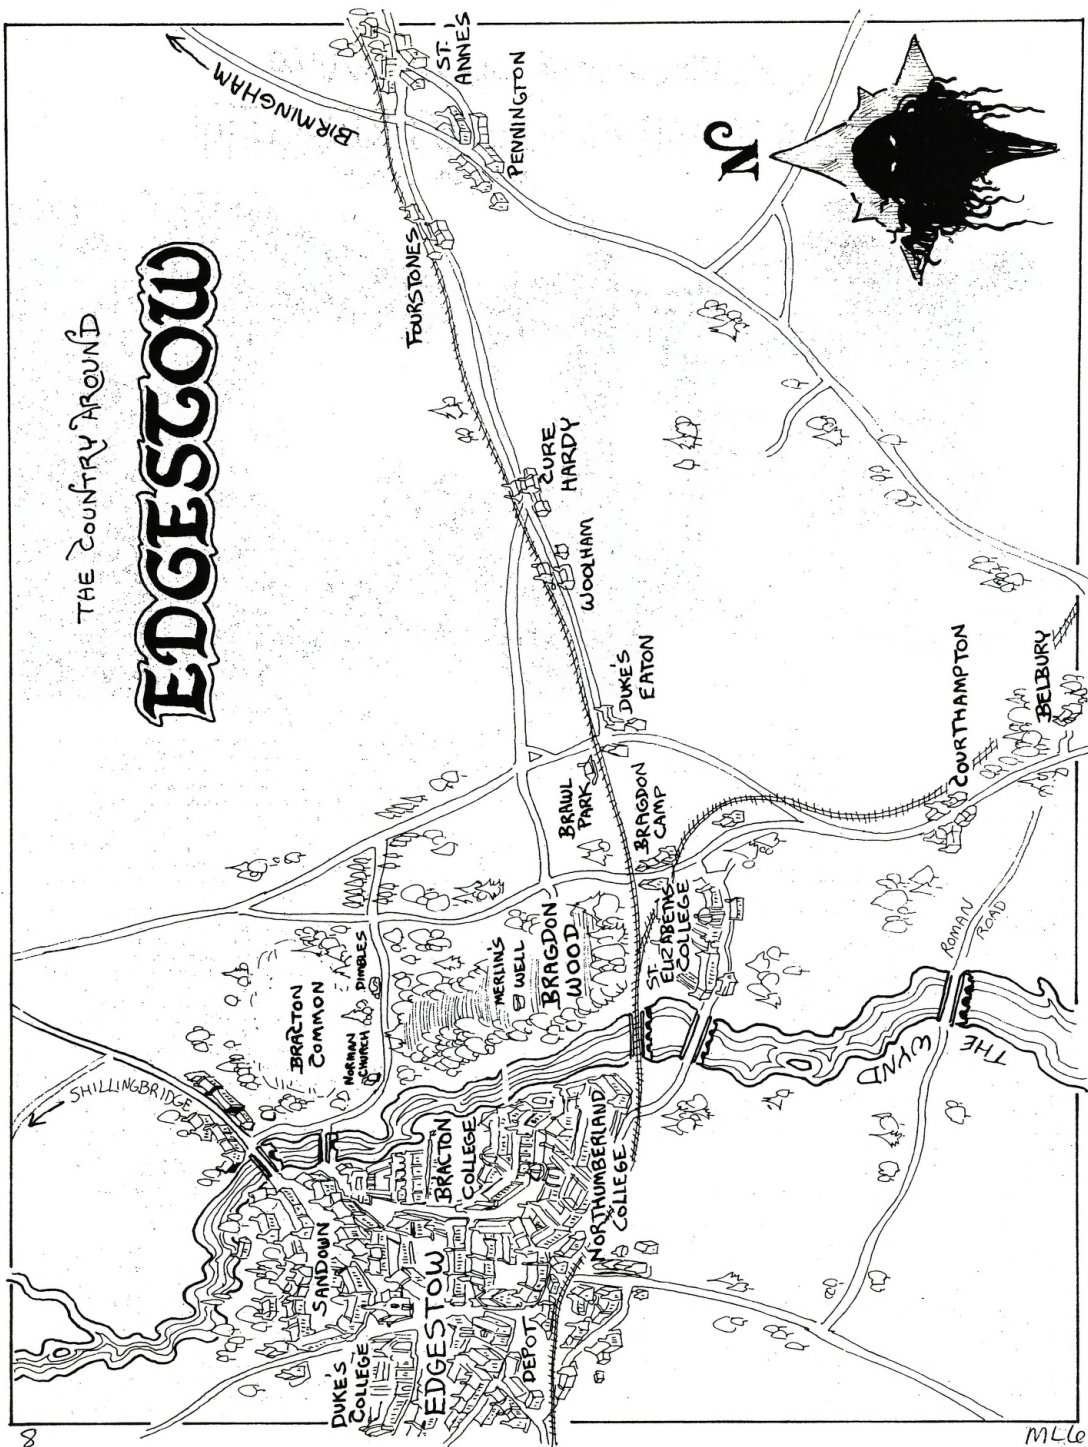 THE COUNTRY AROUND
EDGESTOW
BIRMINGHAM
ST.
ANNE'S
PENNINGTON
N
FOURSTONES
CURE
HARDY
WOOLHAM
DUKE'S
EATON
BRAWL
PARK
BRAGDON
CAMP
COURTHAMPTON
BELBURY
ST.
ELIZABETH'S
COLLEGE
ROMAN
ROAD
BRAGDON
WOOD
MERLIN'S
WELL
DIMBLES
BRACTON
COMMON
NORMAN
CHURCH
SHILLINGBRIDGE
THE
WYND
BRACTON
COLLEGE
NORTHUMBERLAND
COLLEGE
SANDOWN
EDGESTOW
DUKE'S
COLLEGE
DEPOT
8